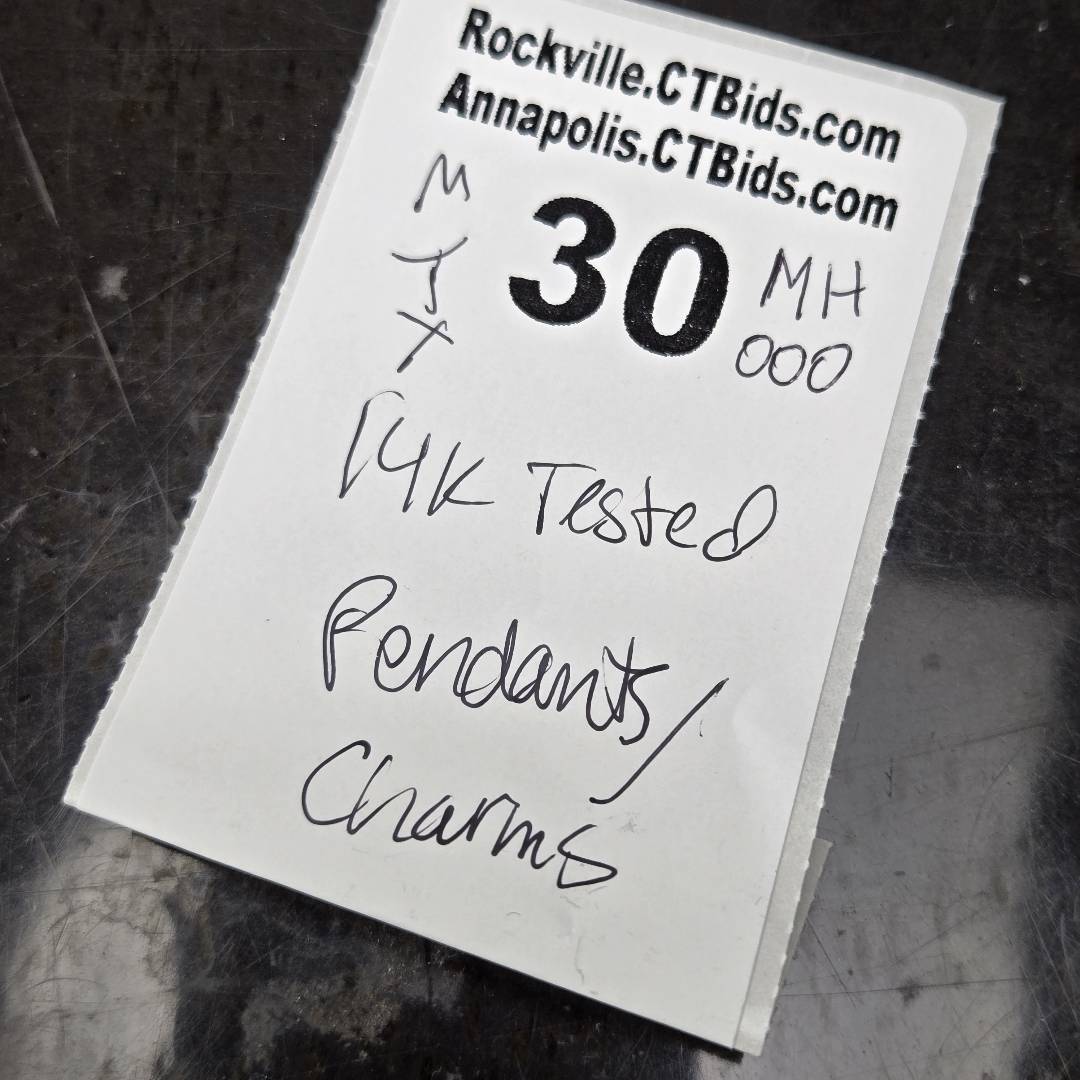 Rockville.CTBids.com
Annapolis.CTBids.com
M
J
X
30
MH
000
14K Tested
Pendants/
Charms